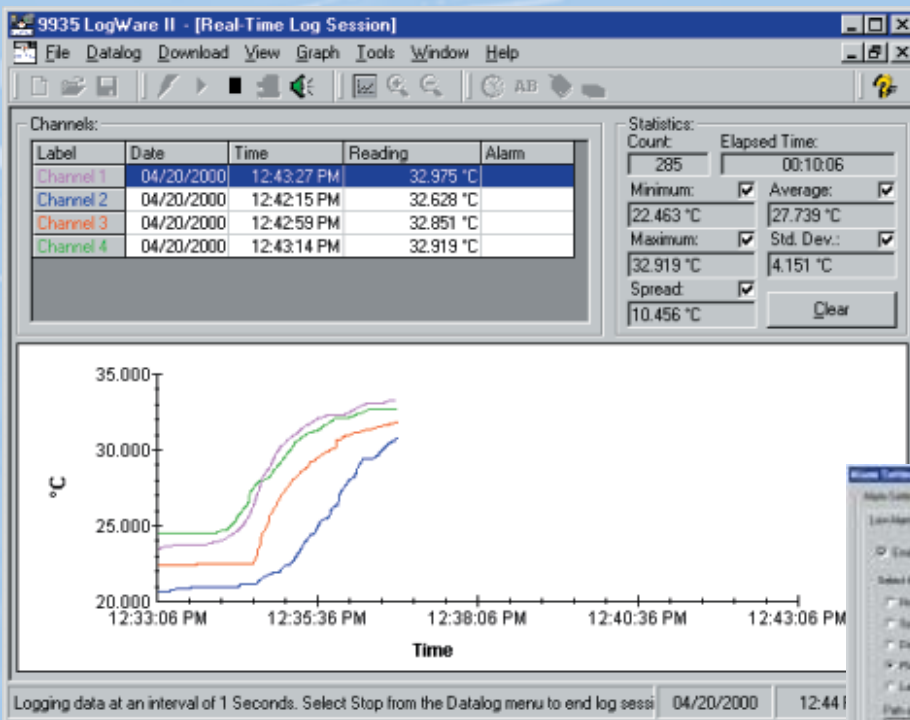 9935 LogWare II - [Real-Time Log Session]
File Datalog Download View Graph Tools Window Help
AB
Channels:
Label Date Time Reading Alarm
Channel 1 04/20/2000 12:43:27 PM 32.975 °C
Channel 2 04/20/2000 12:42:15 PM 32.628 °C
Channel 3 04/20/2000 12:42:59 PM 32.851 °C
Channel 4 04/20/2000 12:43:14 PM 32.919 °C
Statistics:
Count: Elapsed Time:
285 00:10:06
Minimum: Average:
22.463 °C 27.739 °C
Maximum: Std. Dev.:
32.919 °C 4.151 °C
Spread:
10.456 °C Clear
35.000
30.000
°C
25.000
20.000
12:33:06 PM 12:35:36 PM 12:38:06 PM 12:40:36 PM 12:43:06 PM
Time
Logging data at an interval of 1 Seconds. Select Stop from the Datalog menu to end log sessi 04/20/2000 12:44